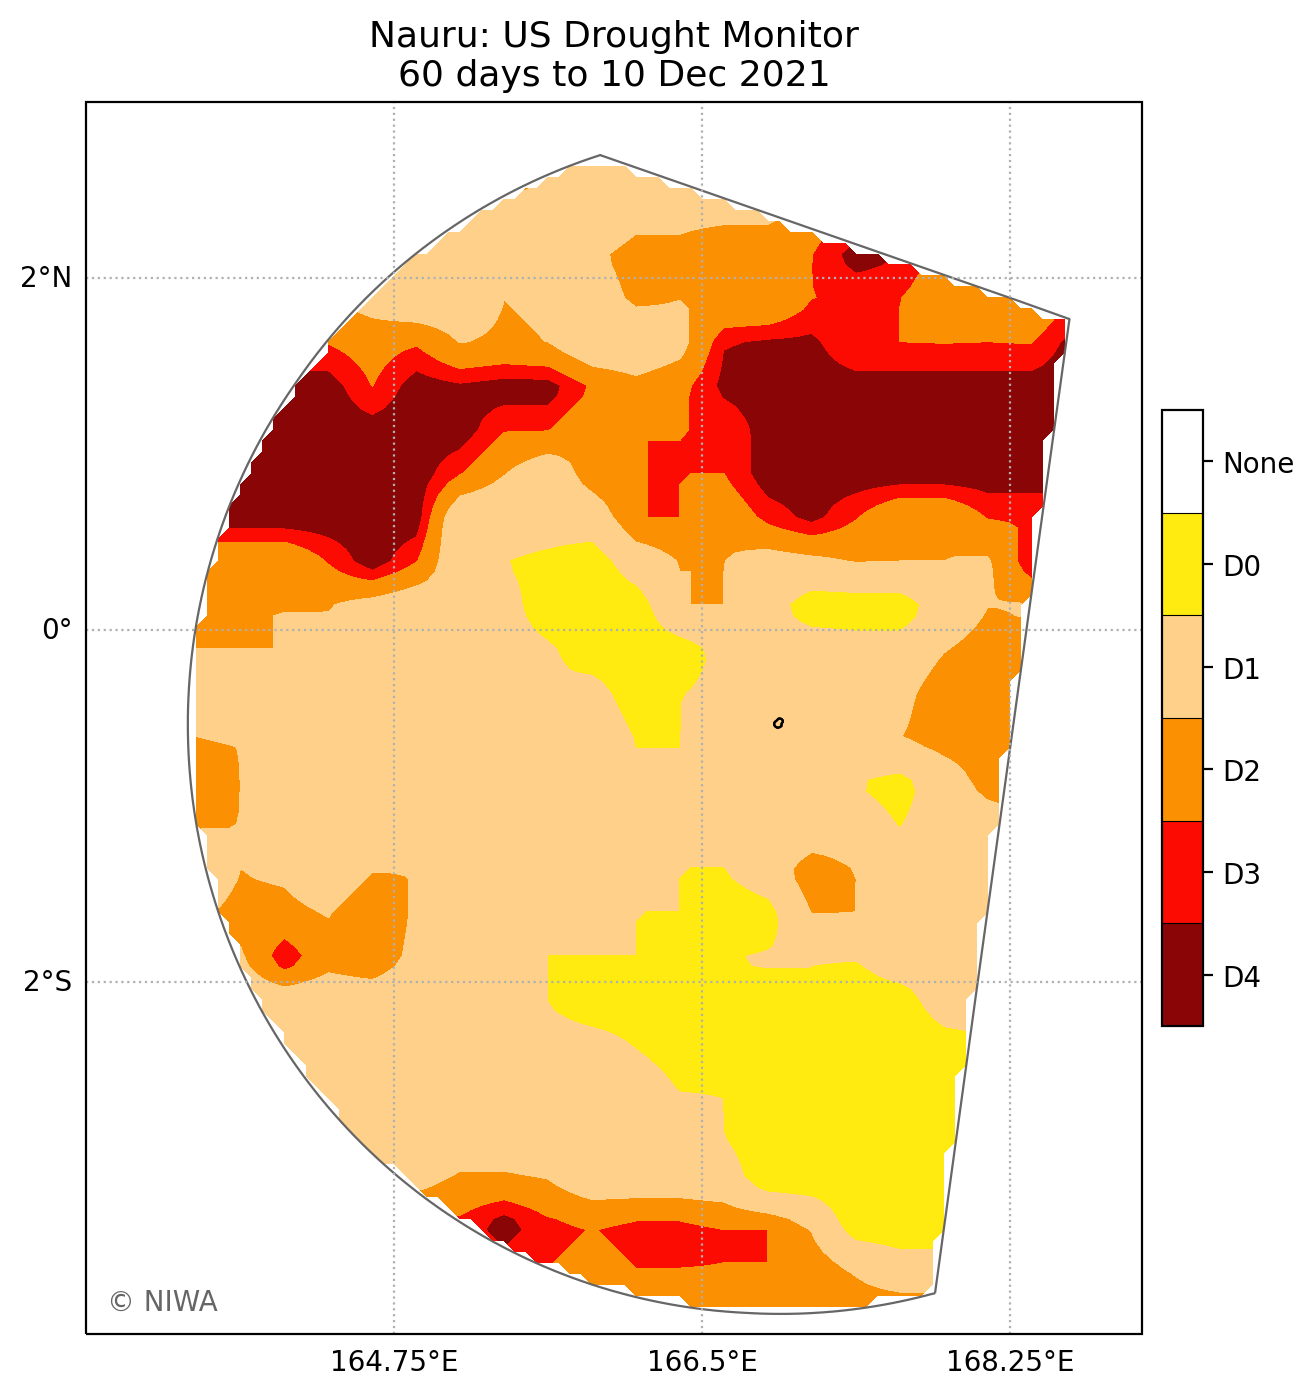 Nauru: US Drought Monitor
60 days to 10 Dec 2021
2°N
0°
2°S
164.75°E
166.5°E
168.25°E
None
D0
D1
D2
D3
D4
© NIWA